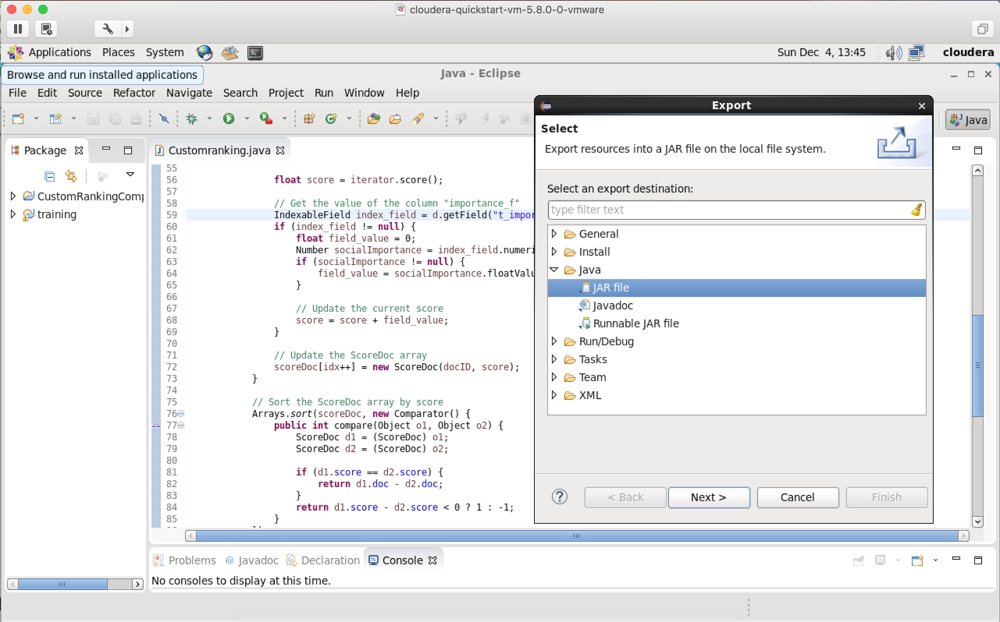 cloudera-quickstart-vm-5.8.0-0-vmware
Applications Places System Sun Dec 4, 13:45 cloudera
Browse and run installed applications
Java - Eclipse
File Edit Source Refactor Navigate Search Project Run Window Help
Java
Package
CustomRankingComp
training
Customranking.java
55
56 float score = iterator.score();
57
58 // Get the value of the column "importance_f"
59 IndexableField index_field = d.getField("t_impor
60 if (index_field != null) {
61 float field_value = 0;
62 Number socialImportance = index_field.numeri
63 if (socialImportance != null) {
64 field_value = socialImportance.floatValu
65 }
66
67 // Update the current score
68 score = score + field_value;
69 }
70
71 // Update the ScoreDoc array
72 scoreDoc[idx++] = new ScoreDoc(docID, score);
73 }
74
75 // Sort the ScoreDoc array by score
76 Arrays.sort(scoreDoc, new Comparator() {
77 public int compare(Object o1, Object o2) {
78 ScoreDoc d1 = (ScoreDoc) o1;
79 ScoreDoc d2 = (ScoreDoc) o2;
80
81 if (d1.score == d2.score) {
82 return d1.doc - d2.doc;
83 }
84 return d1.score - d2.score < 0 ? 1 : -1;
85 }
Export
Select
Export resources into a JAR file on the local file system.
Select an export destination:
type filter text
General
Install
Java
JAR file
Javadoc
Runnable JAR file
Run/Debug
Tasks
Team
XML
< Back Next > Cancel Finish
Problems Javadoc Declaration Console
No consoles to display at this time.